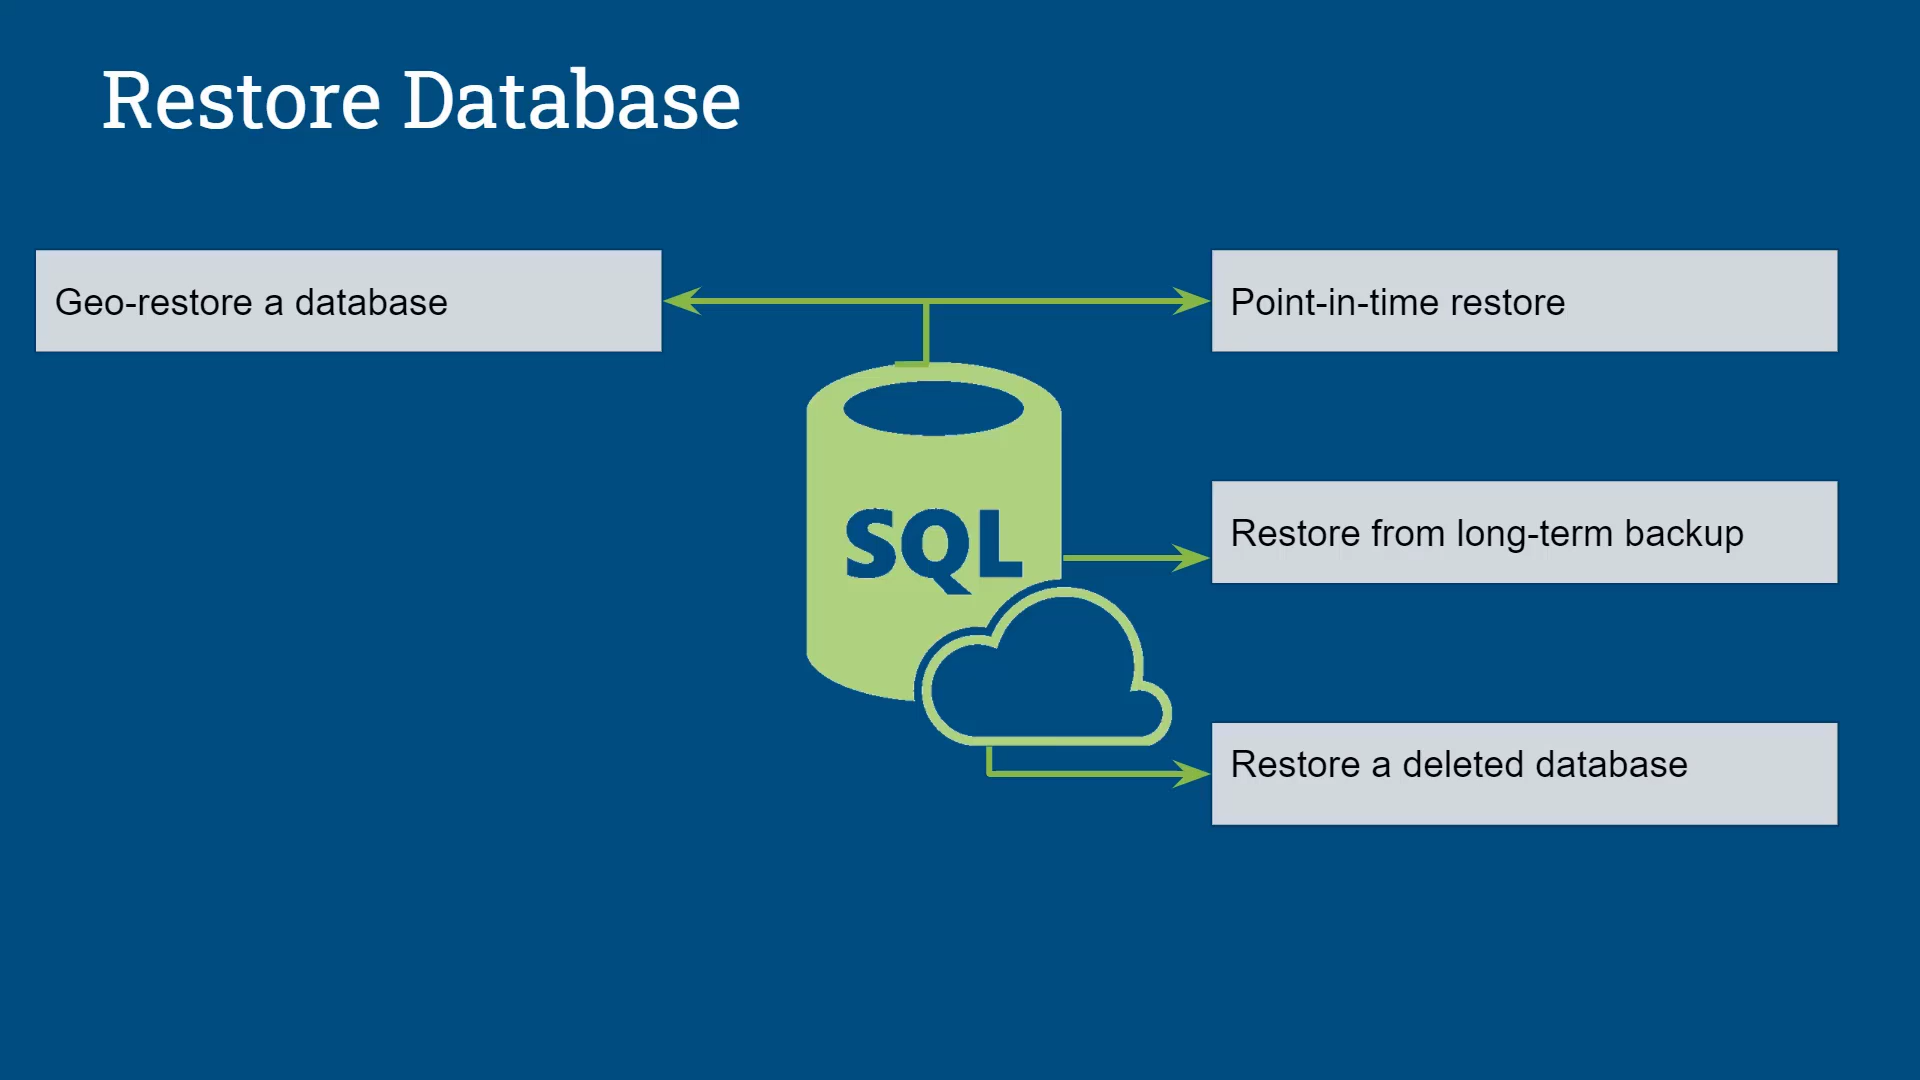 Restore Database
Geo-restore a database
Point-in-time restore
SQL
Restore from long-term backup
Restore a deleted database